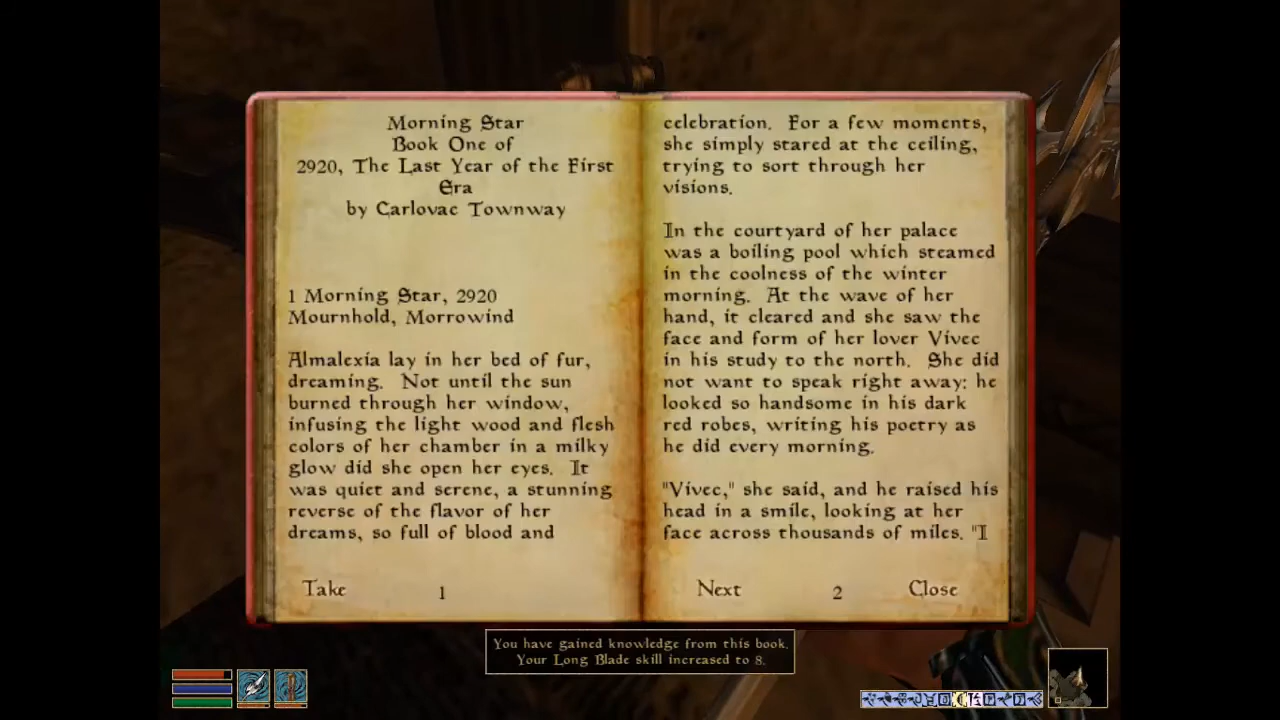 Morning Star
Book One of
2920, The Last Year of the First
Era
by Carlovac Townway
1 Morning Star, 2920
Mournhold, Morrowind
Almalexia lay in her bed of fur,
dreaming. Not until the sun
burned through her window,
infusing the light wood and flesh
colors of her chamber in a milky
glow did she open her eyes. It
was quiet and serene, a stunning
reverse of the flavor of her
dreams, so full of blood and
Take
1
celebration. For a few moments,
she simply stared at the ceiling,
trying to sort through her
visions.
In the courtyard of her palace
was a boiling pool which steamed
in the coolness of the winter
morning. At the wave of her
hand, it cleared and she saw the
face and form of her lover Vivec
in his study to the north. She did
not want to speak right away: he
looked so handsome in his dark
red robes, writing his poetry as
he did every morning.
"Vivec," she said, and he raised his
head in a smile, looking at her
face across thousands of miles. "I
Next
2
Close
You have gained knowledge from this book.
Your Long Blade skill increased to 8.